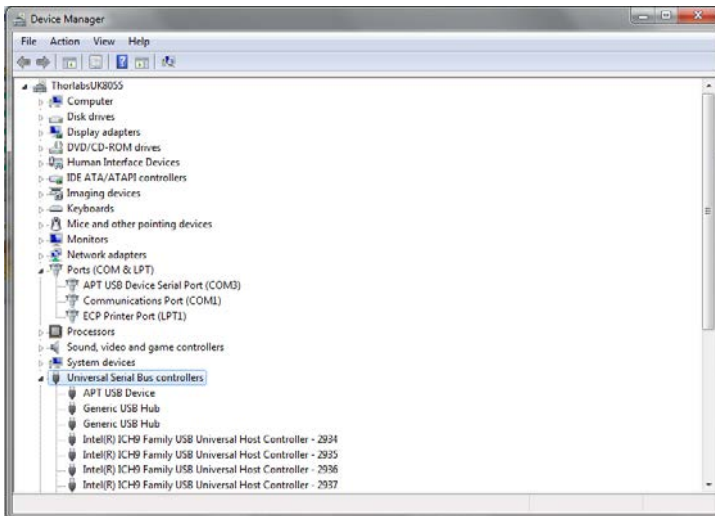 Device Manager
File Action View Help
ThorlabsUK8055
Computer
Disk drives
Display adapters
DVD/CD-ROM drives
Human Interface Devices
IDE ATA/ATAPI controllers
Imaging devices
Keyboards
Mice and other pointing devices
Monitors
Network adapters
Ports (COM & LPT)
APT USB Device Serial Port (COM3)
Communications Port (COM1)
ECP Printer Port (LPT1)
Processors
Sound, video and game controllers
System devices
Universal Serial Bus controllers
APT USB Device
Generic USB Hub
Generic USB Hub
Intel(R) ICH9 Family USB Universal Host Controller - 2934
Intel(R) ICH9 Family USB Universal Host Controller - 2935
Intel(R) ICH9 Family USB Universal Host Controller - 2936
Intel(R) ICH9 Family USB Universal Host Controller - 2937